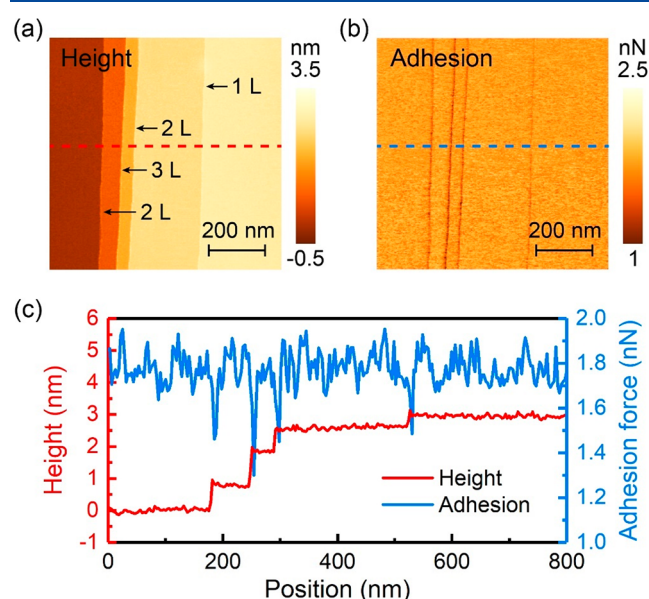 (a)
Height
nm
3.5
1 L
2 L
3 L
2 L
200 nm
-0.5
(b)
Adhesion
nN
2.5
200 nm
1
(c)
6
5
4
3
2
1
0
-1
Height (nm)
2.0
1.8
1.6
1.4
1.2
1.0
Adhesion force (nN)
Height
Adhesion
0 200 400 600 800
Position (nm)